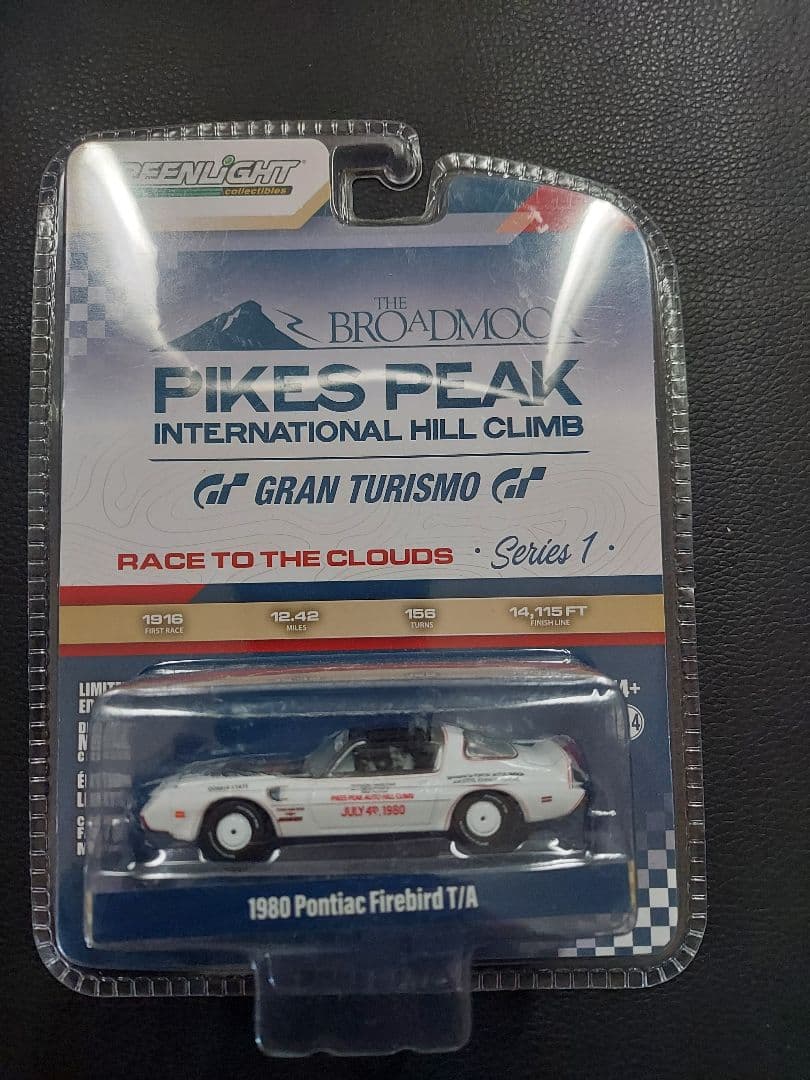 GREENLiGHT
collectibles
THE
BROADMOOR
PIKES PEAK
INTERNATIONAL HILL CLIMB
GT GRAN TURISMO GT
RACE TO THE CLOUDS · Series 1 ·
1916 12.42 156 14,115 FT
FIRST RACE MILES TURNS FINISH LINE
PIKES PEAK AUTO HILL CLIMB
JULY 4th, 1980
1980 Pontiac Firebird T/A